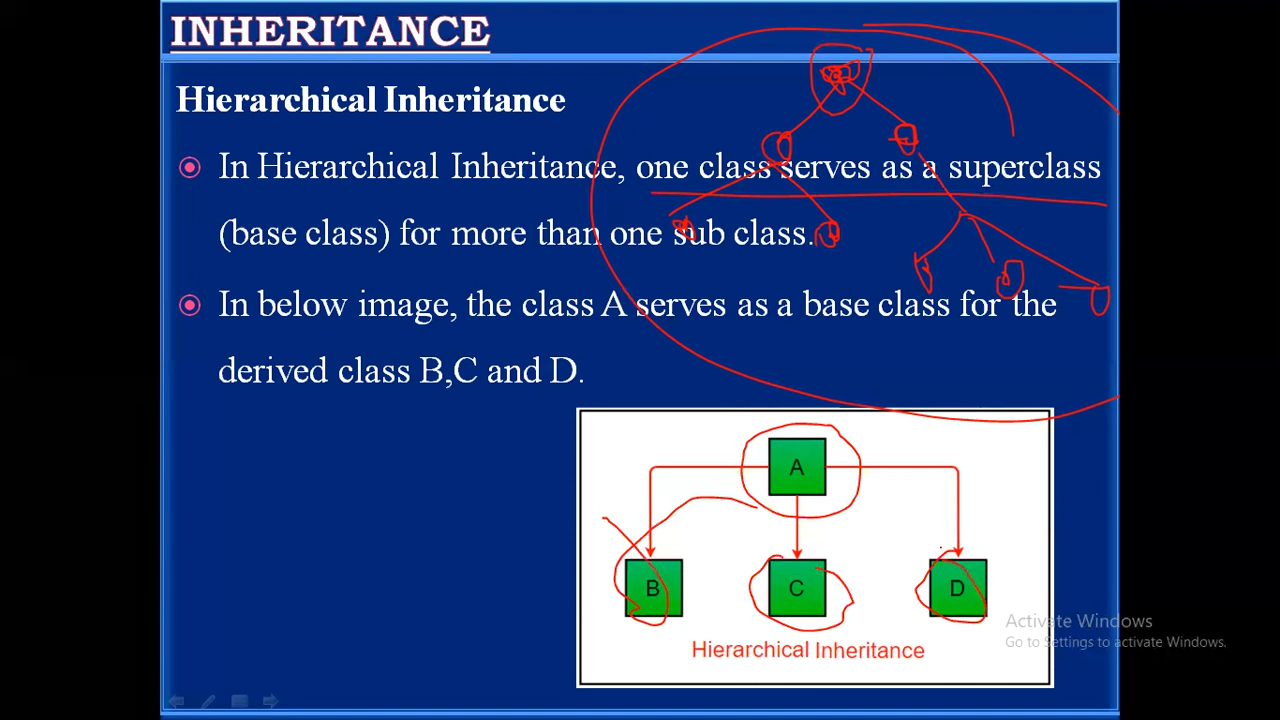 INHERITANCE
Hierarchical Inheritance
In Hierarchical Inheritance, one class serves as a superclass
(base class) for more than one sub class.
In below image, the class A serves as a base class for the
derived class B,C and D.
A
B C D
Hierarchical Inheritance
Activate Windows
Go to Settings to activate Windows.